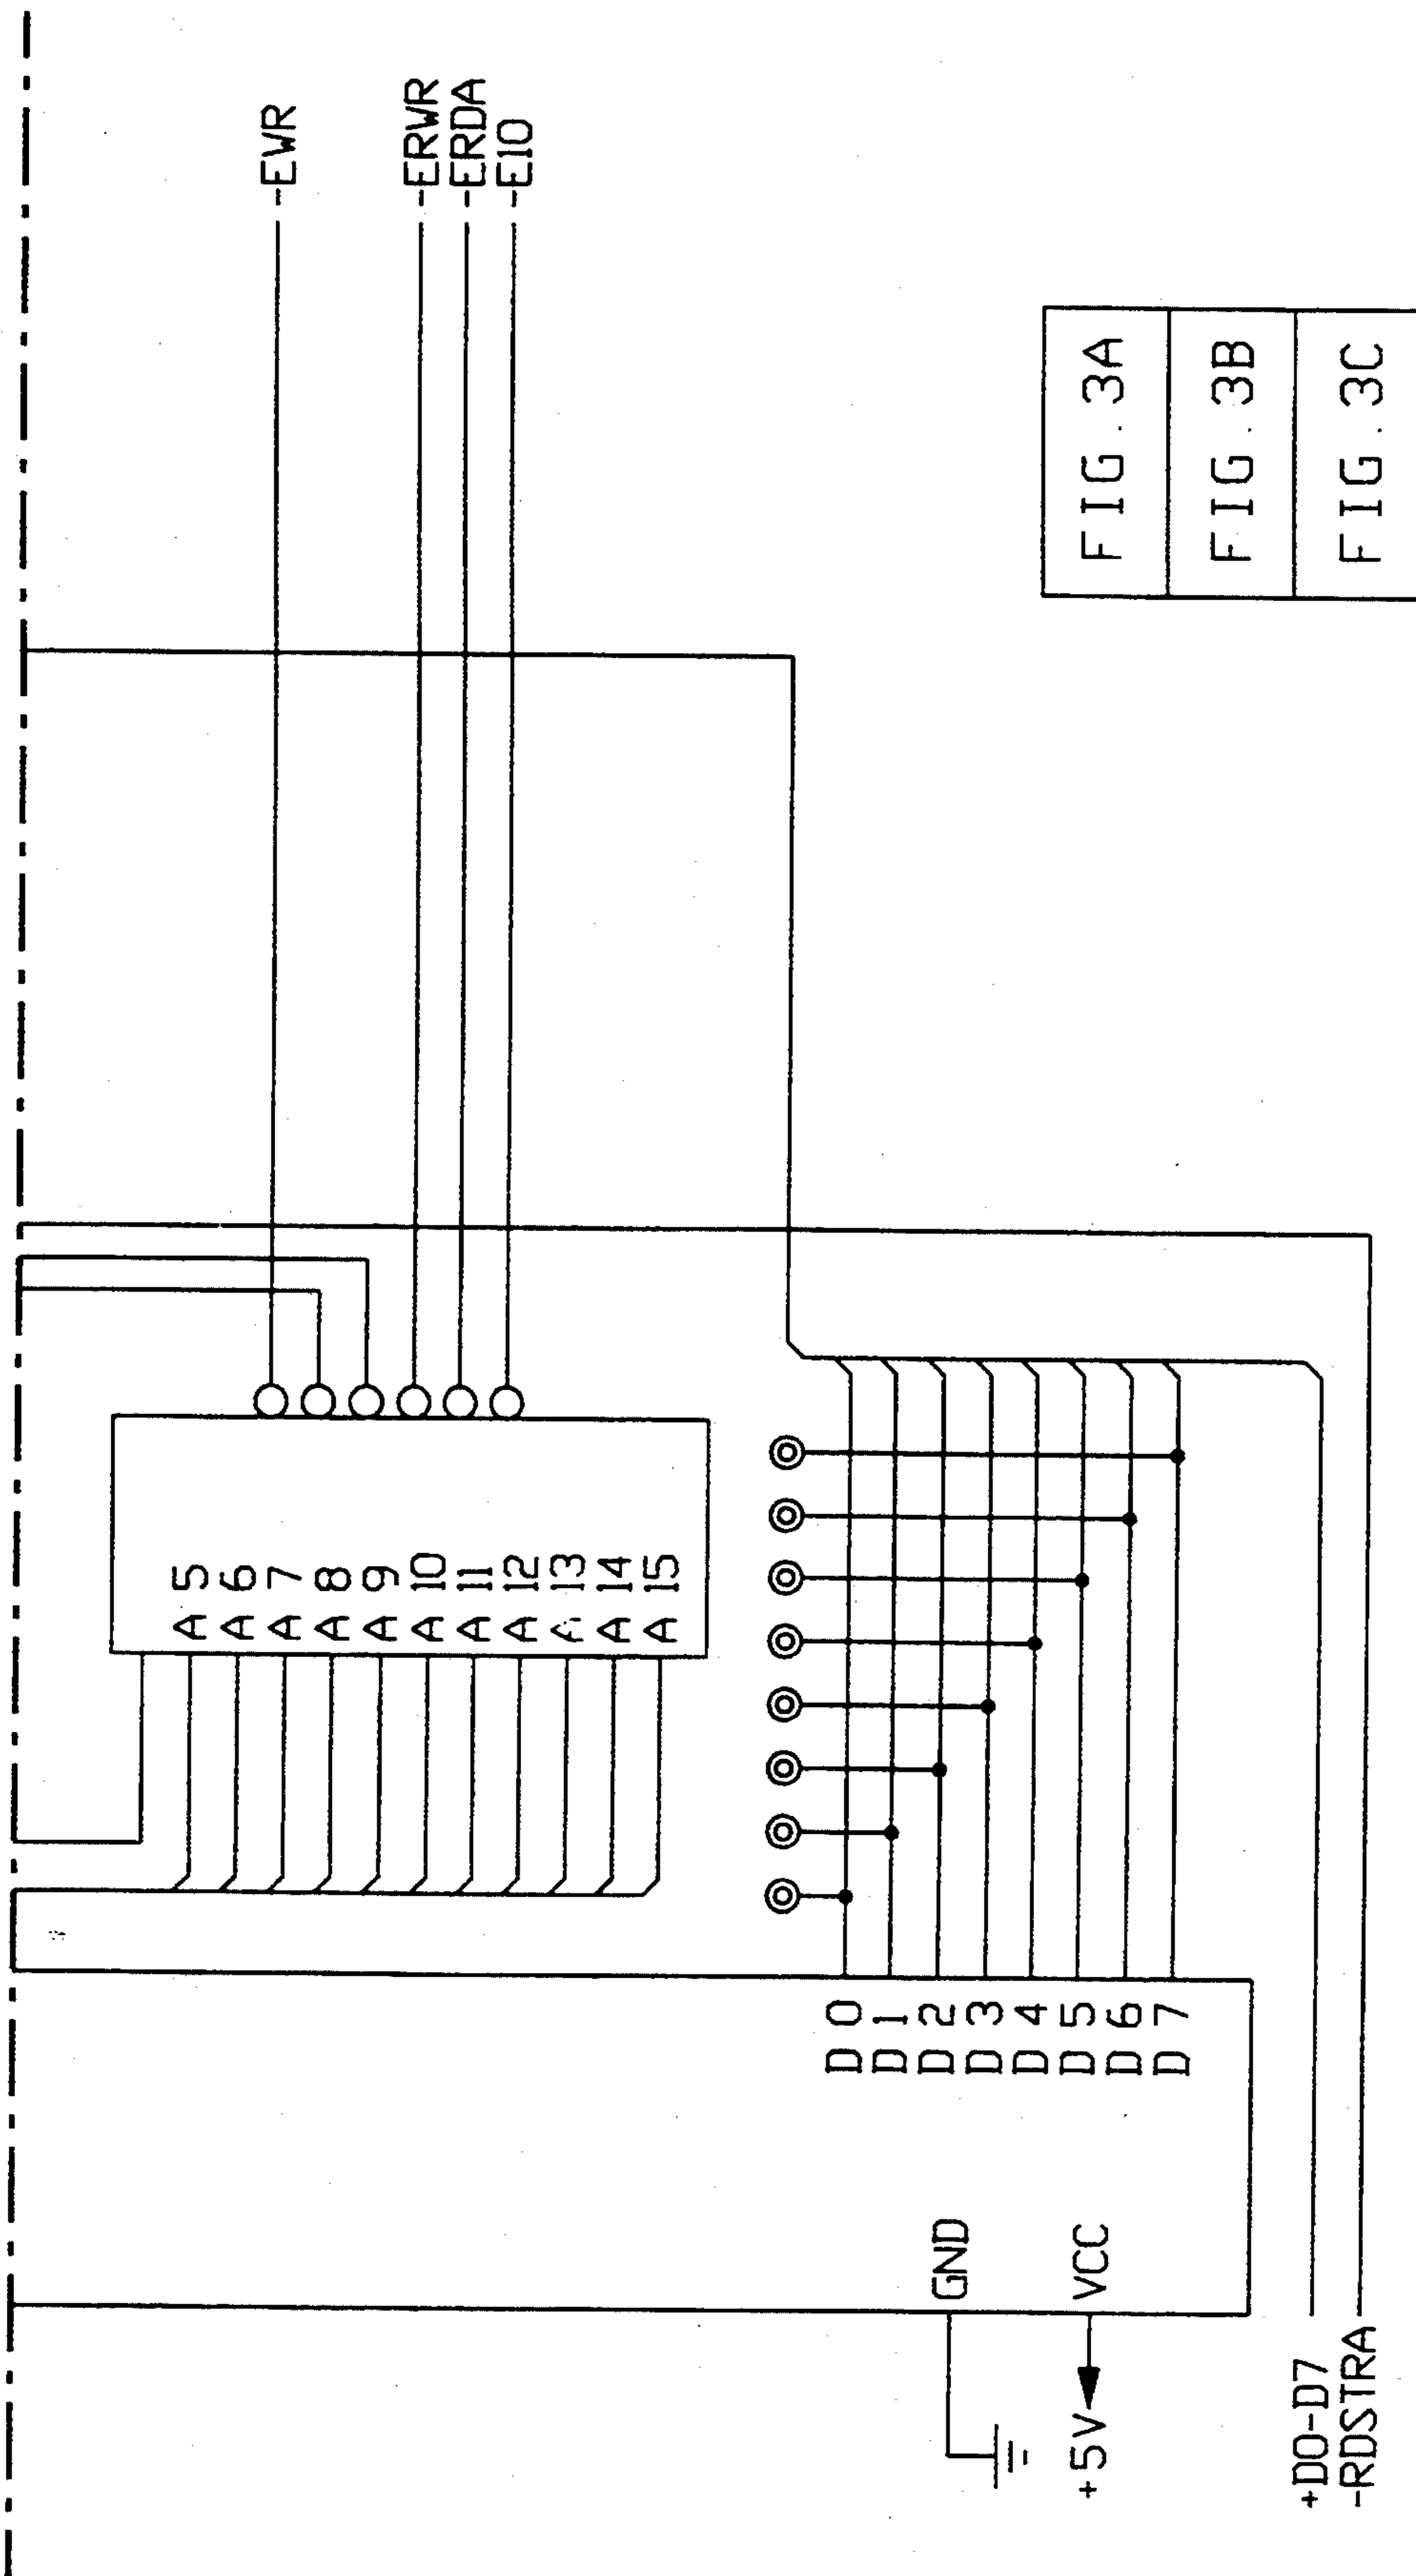 -EWR
-ERWR
-ERDA
-EIO
A5
A6
A7
A8
A9
A10
A11
A12
A13
A14
A15
D0
D1
D2
D3
D4
D5
D6
D7
GND
VCC
+5V
+D0-D7
-RDSTRA
FIG. 3A
FIG. 3B
FIG. 3C